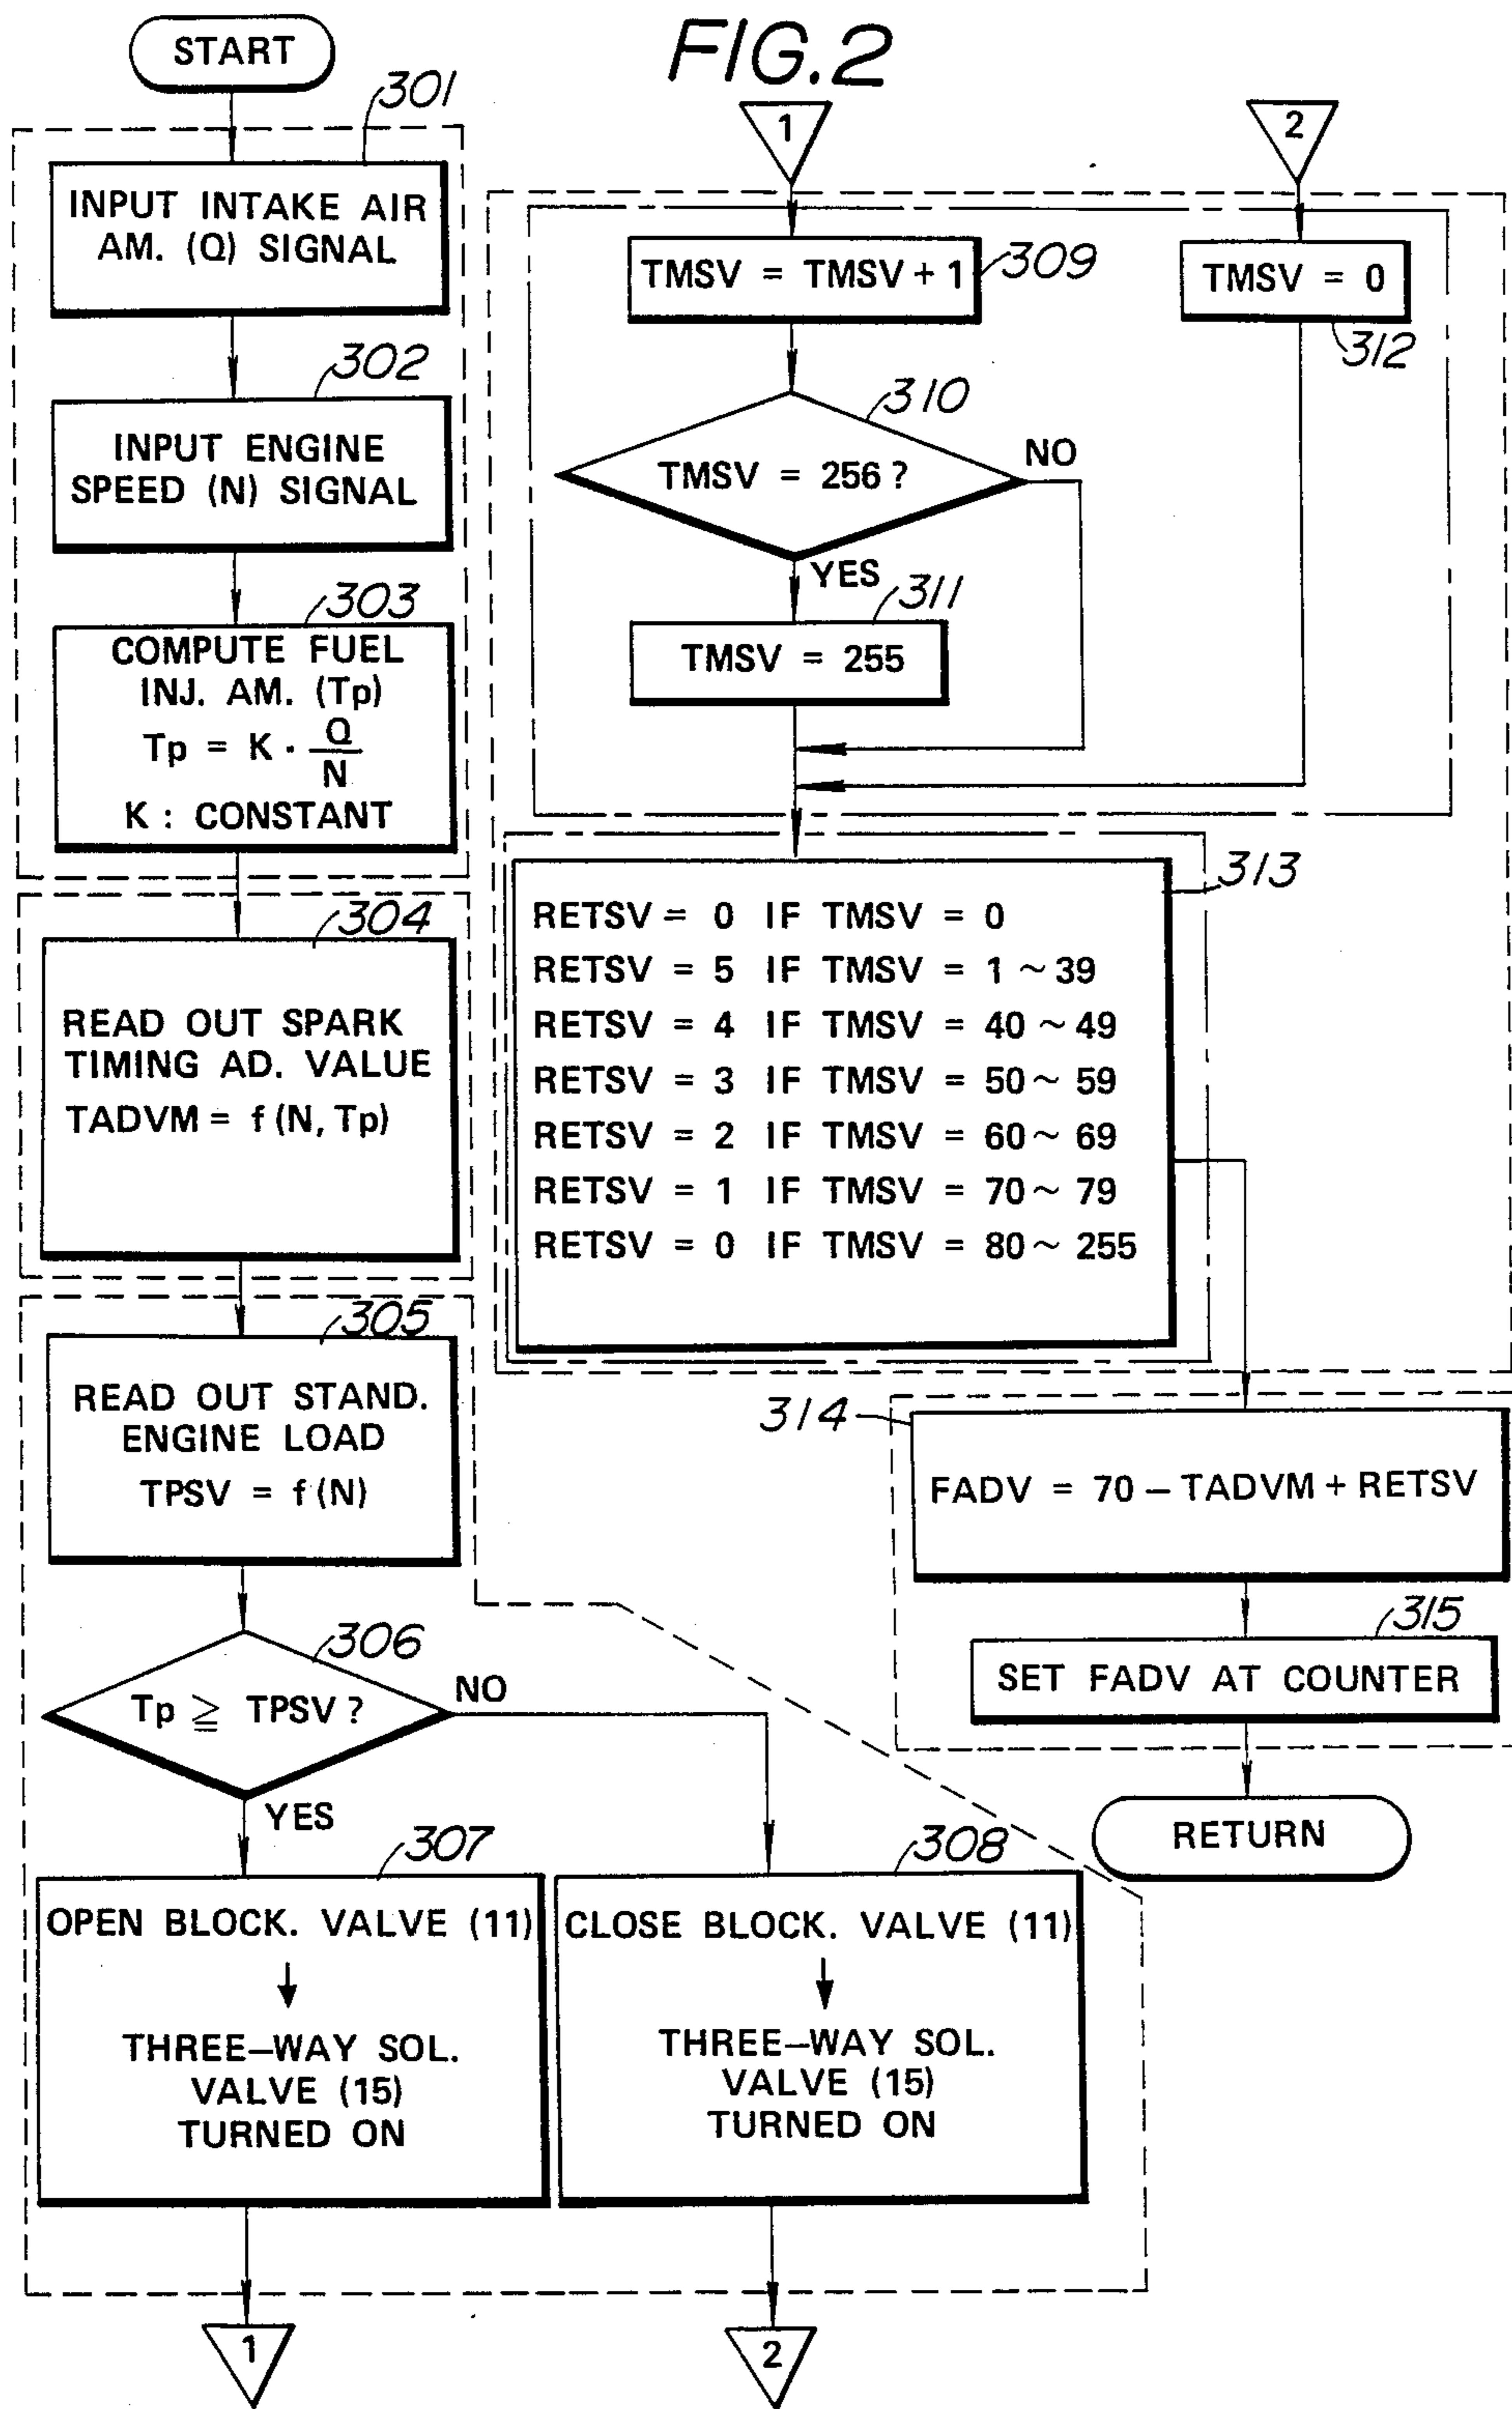 FIG.2
START
301
INPUT INTAKE AIR
AM. (Q) SIGNAL
302
INPUT ENGINE
SPEED (N) SIGNAL
303
COMPUTE FUEL
INJ. AM. (Tp)
Tp = K · Q/N
K : CONSTANT
304
READ OUT SPARK
TIMING AD. VALUE
TADVM = f (N, Tp)
305
READ OUT STAND.
ENGINE LOAD
TPSV = f (N)
306
Tp ≧ TPSV ?
NO
YES
307
OPEN BLOCK. VALVE (11)
THREE-WAY SOL.
VALVE (15)
TURNED ON
308
CLOSE BLOCK. VALVE (11)
THREE-WAY SOL.
VALVE (15)
TURNED ON
1
2
1
2
TMSV = TMSV + 1
309
TMSV = 0
312
310
TMSV = 256 ?
NO
YES
311
TMSV = 255
313
RETSV = 0 IF TMSV = 0
RETSV = 5 IF TMSV = 1 ~ 39
RETSV = 4 IF TMSV = 40 ~ 49
RETSV = 3 IF TMSV = 50 ~ 59
RETSV = 2 IF TMSV = 60 ~ 69
RETSV = 1 IF TMSV = 70 ~ 79
RETSV = 0 IF TMSV = 80 ~ 255
314
FADV = 70 – TADVM + RETSV
315
SET FADV AT COUNTER
RETURN